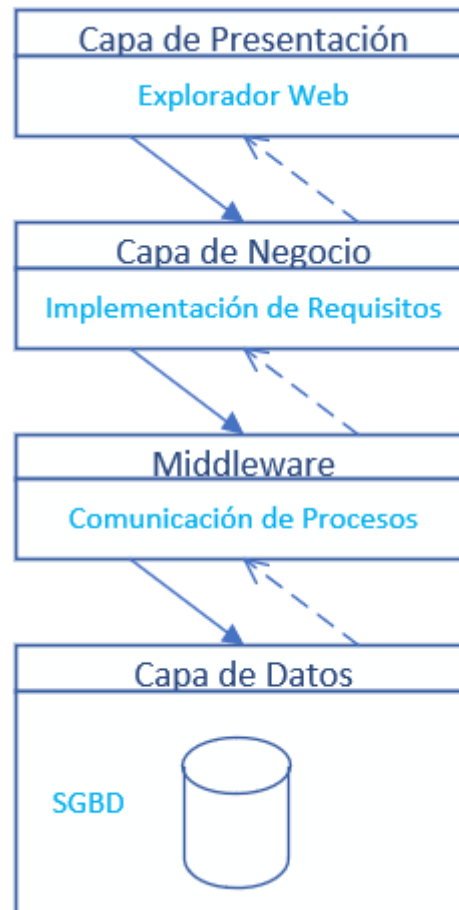 Capa de Presentación
Explorador Web
Capa de Negocio
Implementación de Requisitos
Middleware
Comunicación de Procesos
Capa de Datos
SGBD